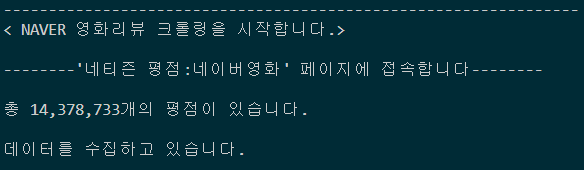 ----------------------------------------------------------------
< NAVER 영화리뷰 크롤링을 시작합니다.>
--------'네티즌 평점:네이버영화' 페이지에 접속합니다--------
총 14,378,733개의 평점이 있습니다.
데이터를 수집하고 있습니다.